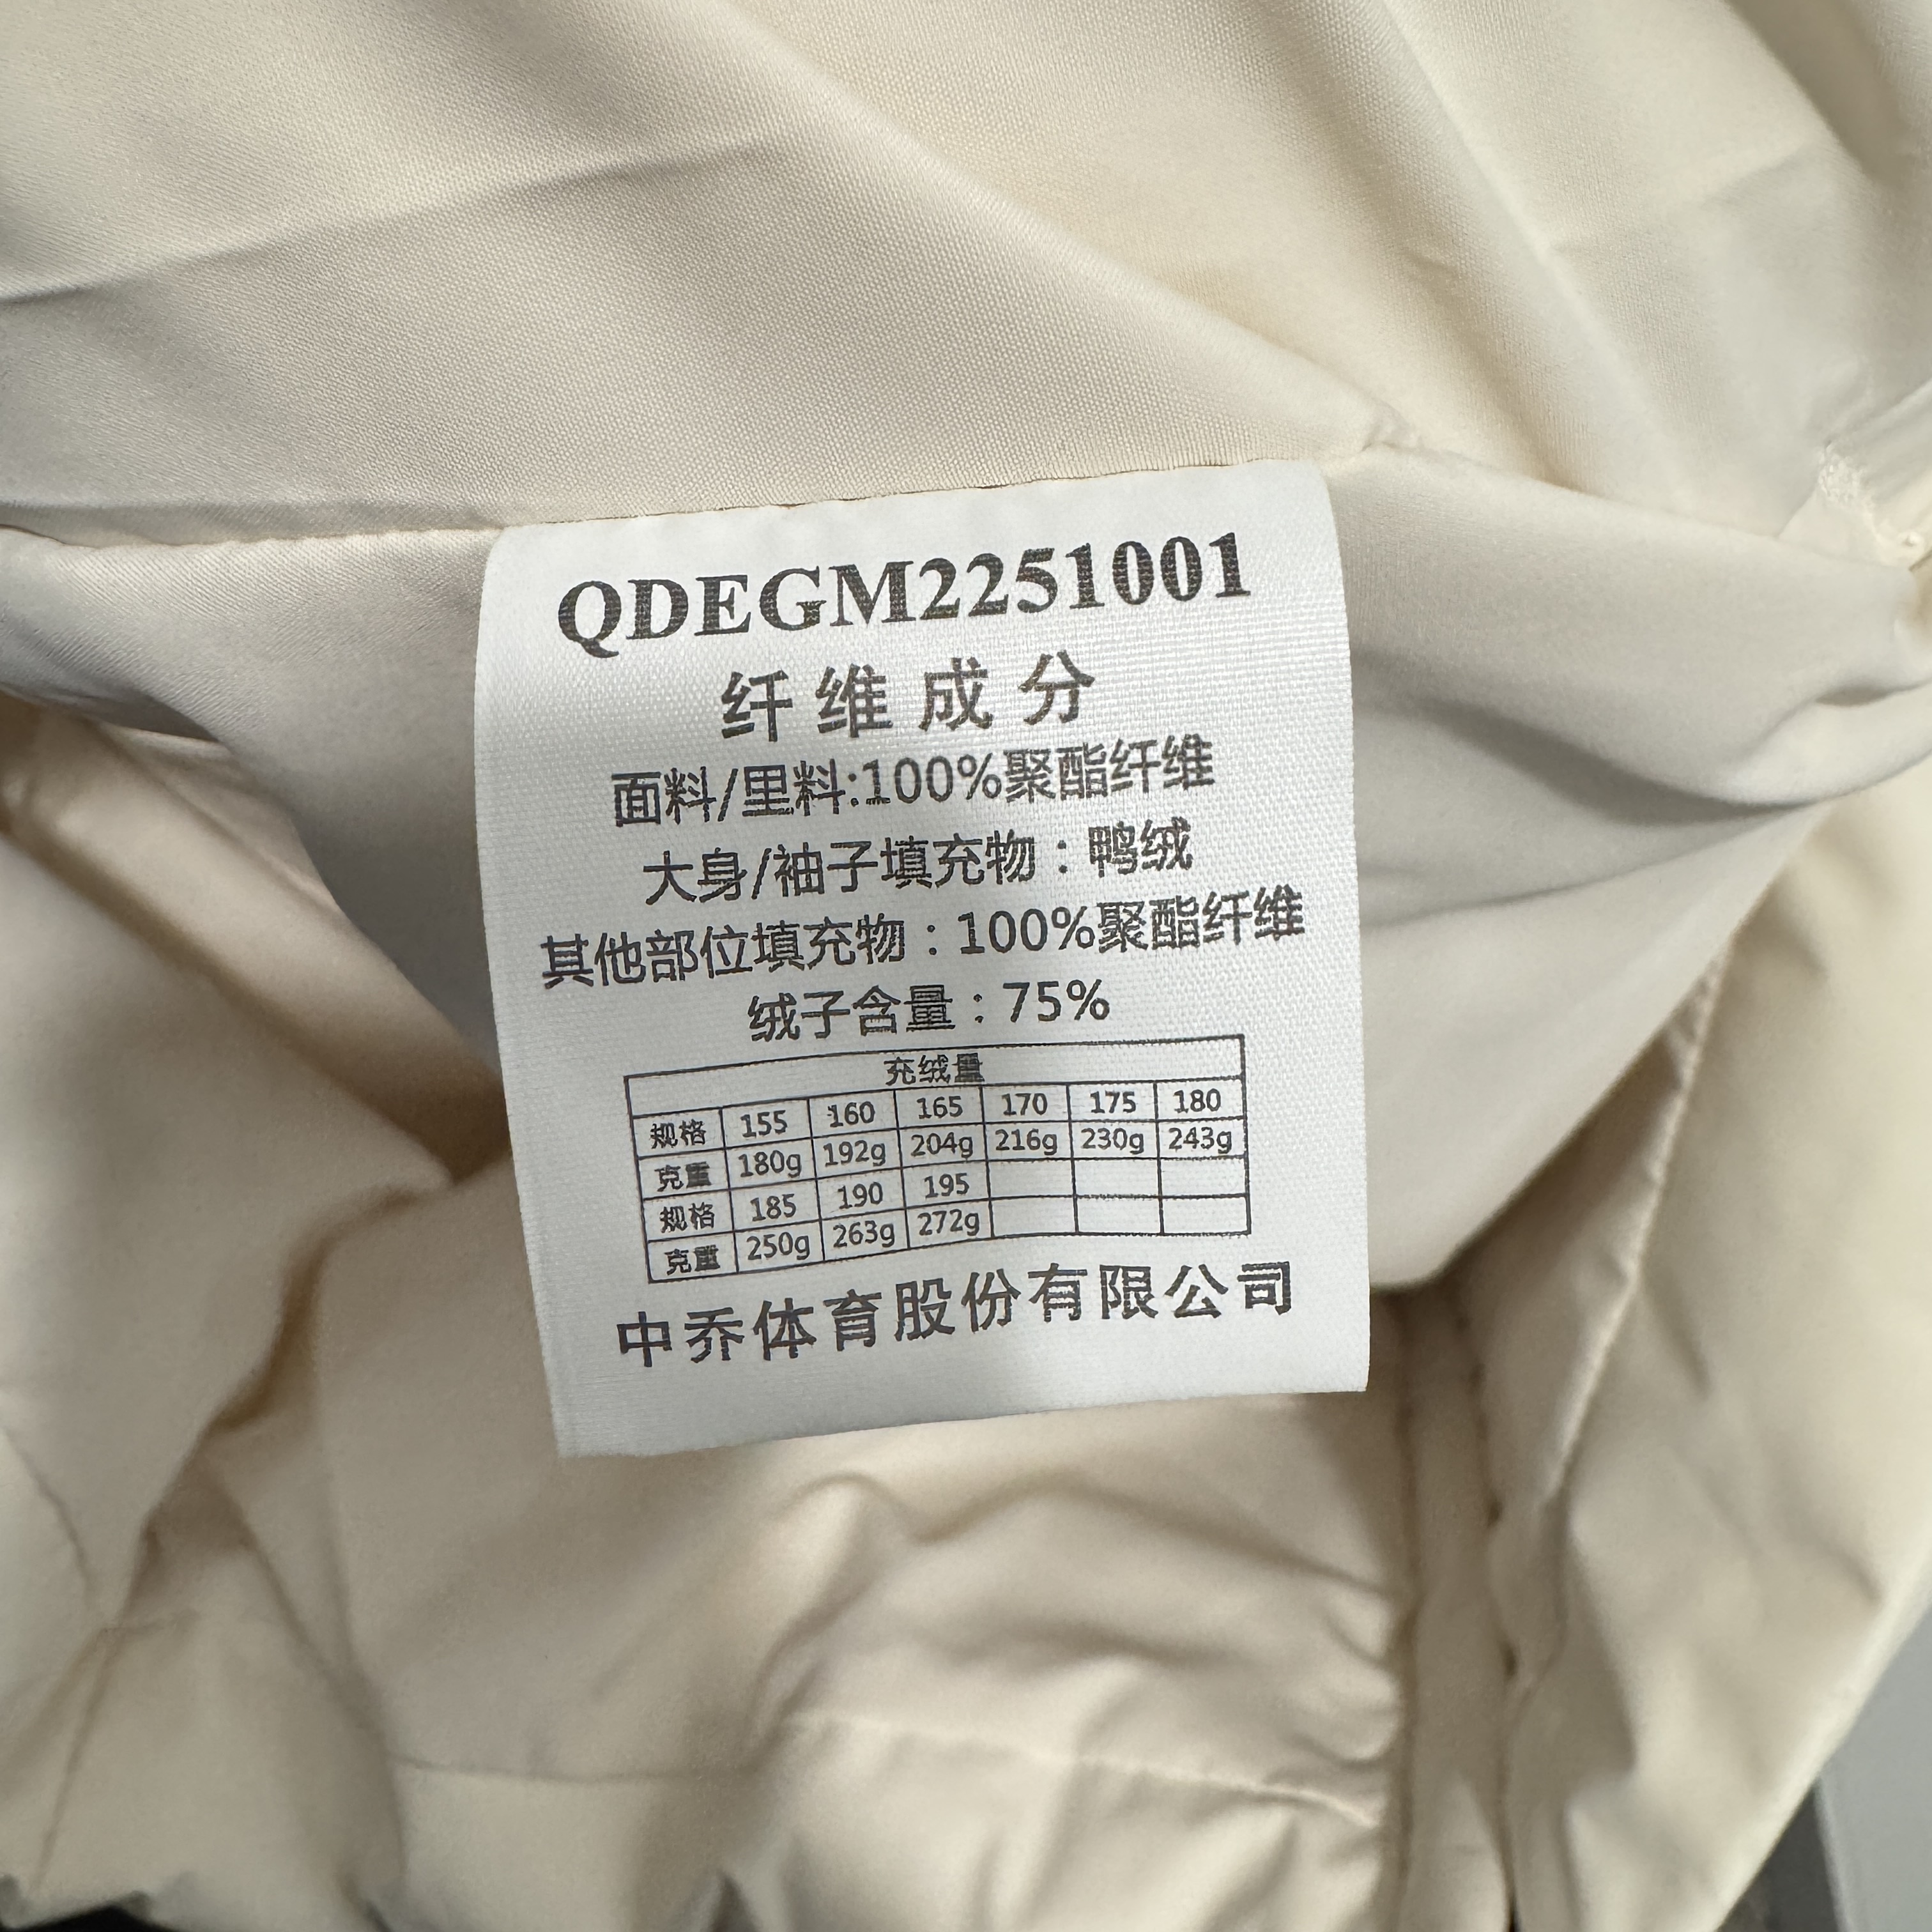 QDEGM2251001
纤维成分
面料/里料:100%聚酯纤维
大身/袖子填充物：鸭绒
其他部位填充物：100%聚酯纤维
绒子含量：75%
充绒量
规格 155 160 165 170 175 180
克重 180g 192g 204g 216g 230g 243g
规格 185 190 195
克重 250g 263g 272g
中乔体育股份有限公司